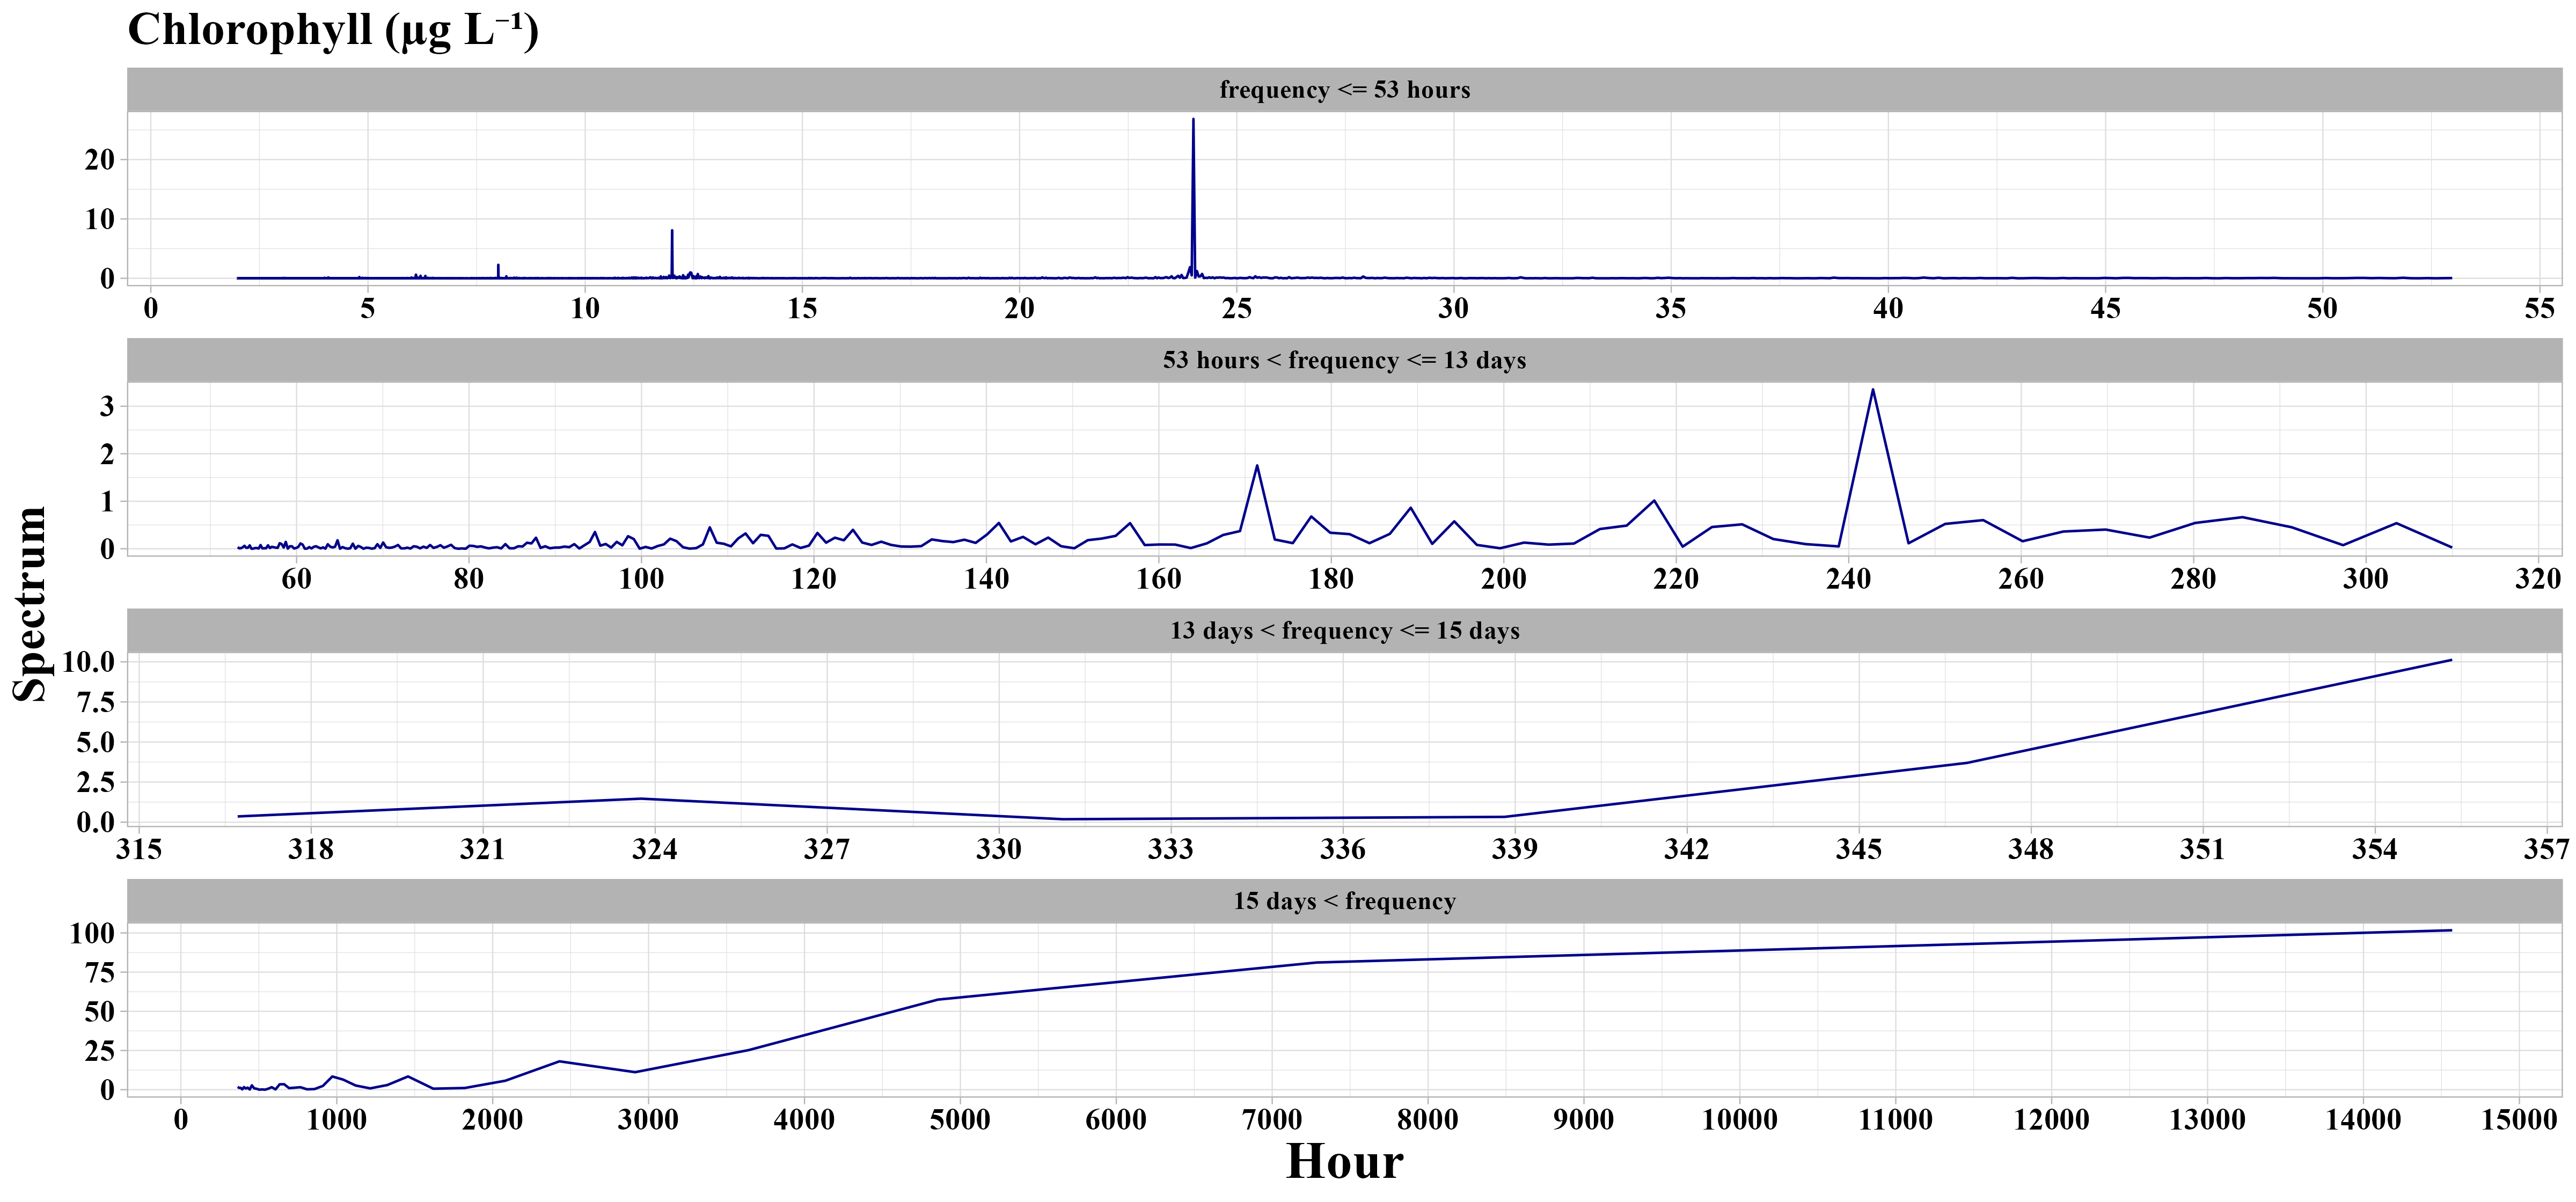 Chlorophyll (µg L⁻¹)
frequency <= 53 hours
20
10
0
0 5 10 15 20 25 30 35 40 45 50 55
53 hours < frequency <= 13 days
3
2
1
0
60 80 100 120 140 160 180 200 220 240 260 280 300 320
Spectrum
13 days < frequency <= 15 days
10.0
7.5
5.0
2.5
0.0
315 318 321 324 327 330 333 336 339 342 345 348 351 354 357
15 days < frequency
100
75
50
25
0
0 1000 2000 3000 4000 5000 6000 7000 8000 9000 10000 11000 12000 13000 14000 15000
Hour